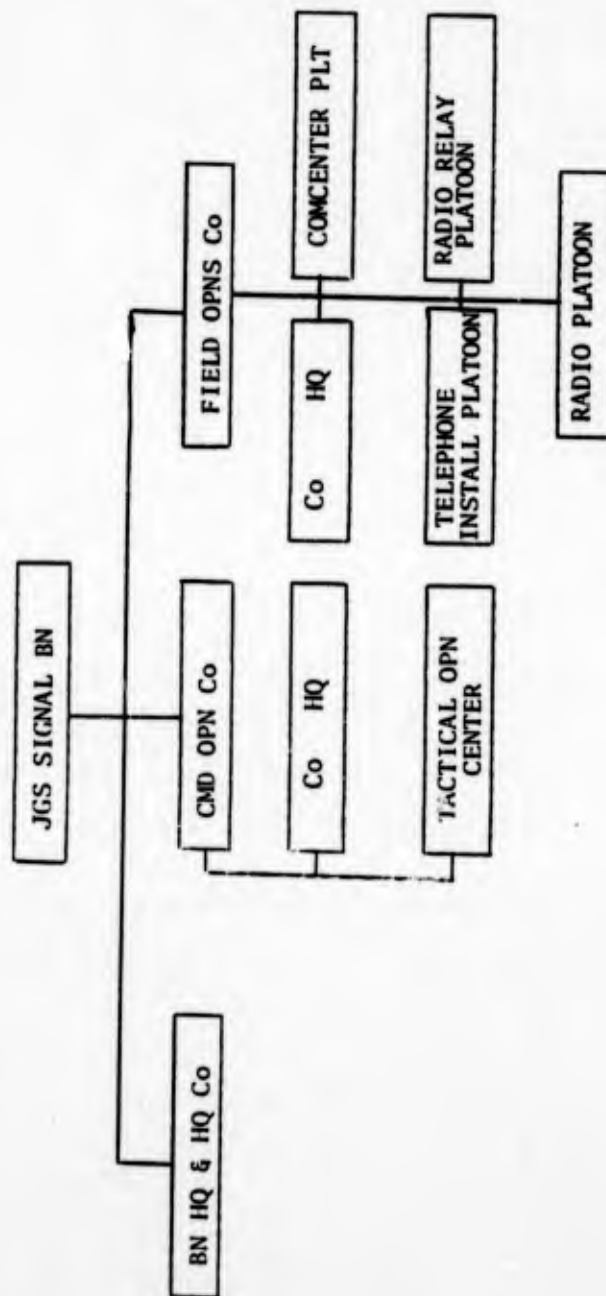 JGS SIGNAL BN
BN HQ & HQ Co
CMD OPN Co
FIELD OPNS Co
Co HQ
Co HQ
COMCENTER PLT
TACTICAL OPN
CENTER
TELEPHONE
INSTALL PLATOON
RADIO RELAY
PLATOON
RADIO PLATOON